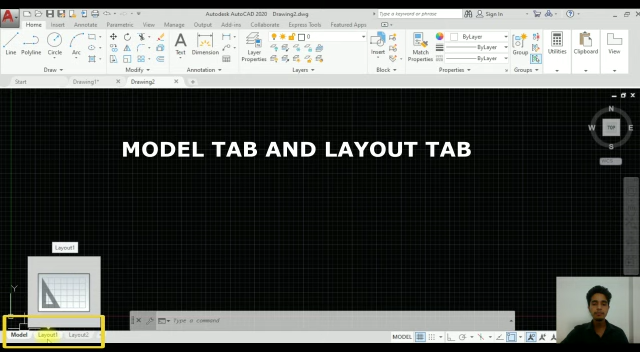 Autodesk AutoCAD 2020 Drawing2.dwg
Type a keyword or phrase
Sign In
Home Insert Annotate Parametric View Manage Output Add-ins Collaborate Express Tools Featured Apps
Line Polyline Circle Arc
Text Dimension
Layer Properties
0
Insert
Match Properties
ByLayer
ByLayer
ByLayer
Group
Utilities
Clipboard
View
Draw Modify Annotation Layers Block Properties Groups
Start Drawing1* Drawing2
N
W TOP E
S
MODEL TAB AND LAYOUT TAB
Layout1
Y
Type a command
Model Layout1 Layout2
MODEL